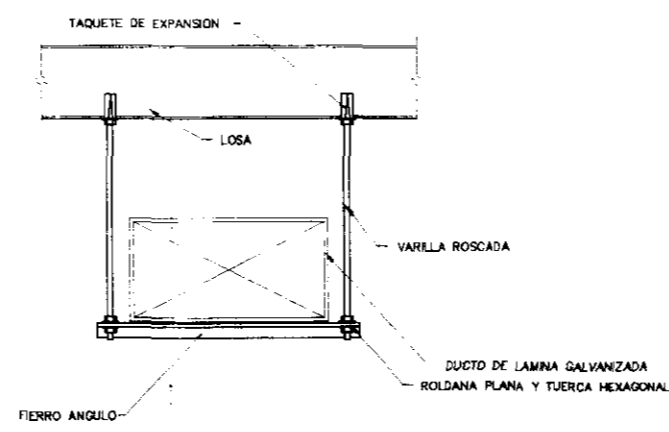 TAQUETE DE EXPANSION
LOSA
VARILLA ROSCADA
DUCTO DE LAMINA GALVANIZADA
ROLDANA PLANA Y TUERCA HEXAGONAL
FIERRO ANGULO